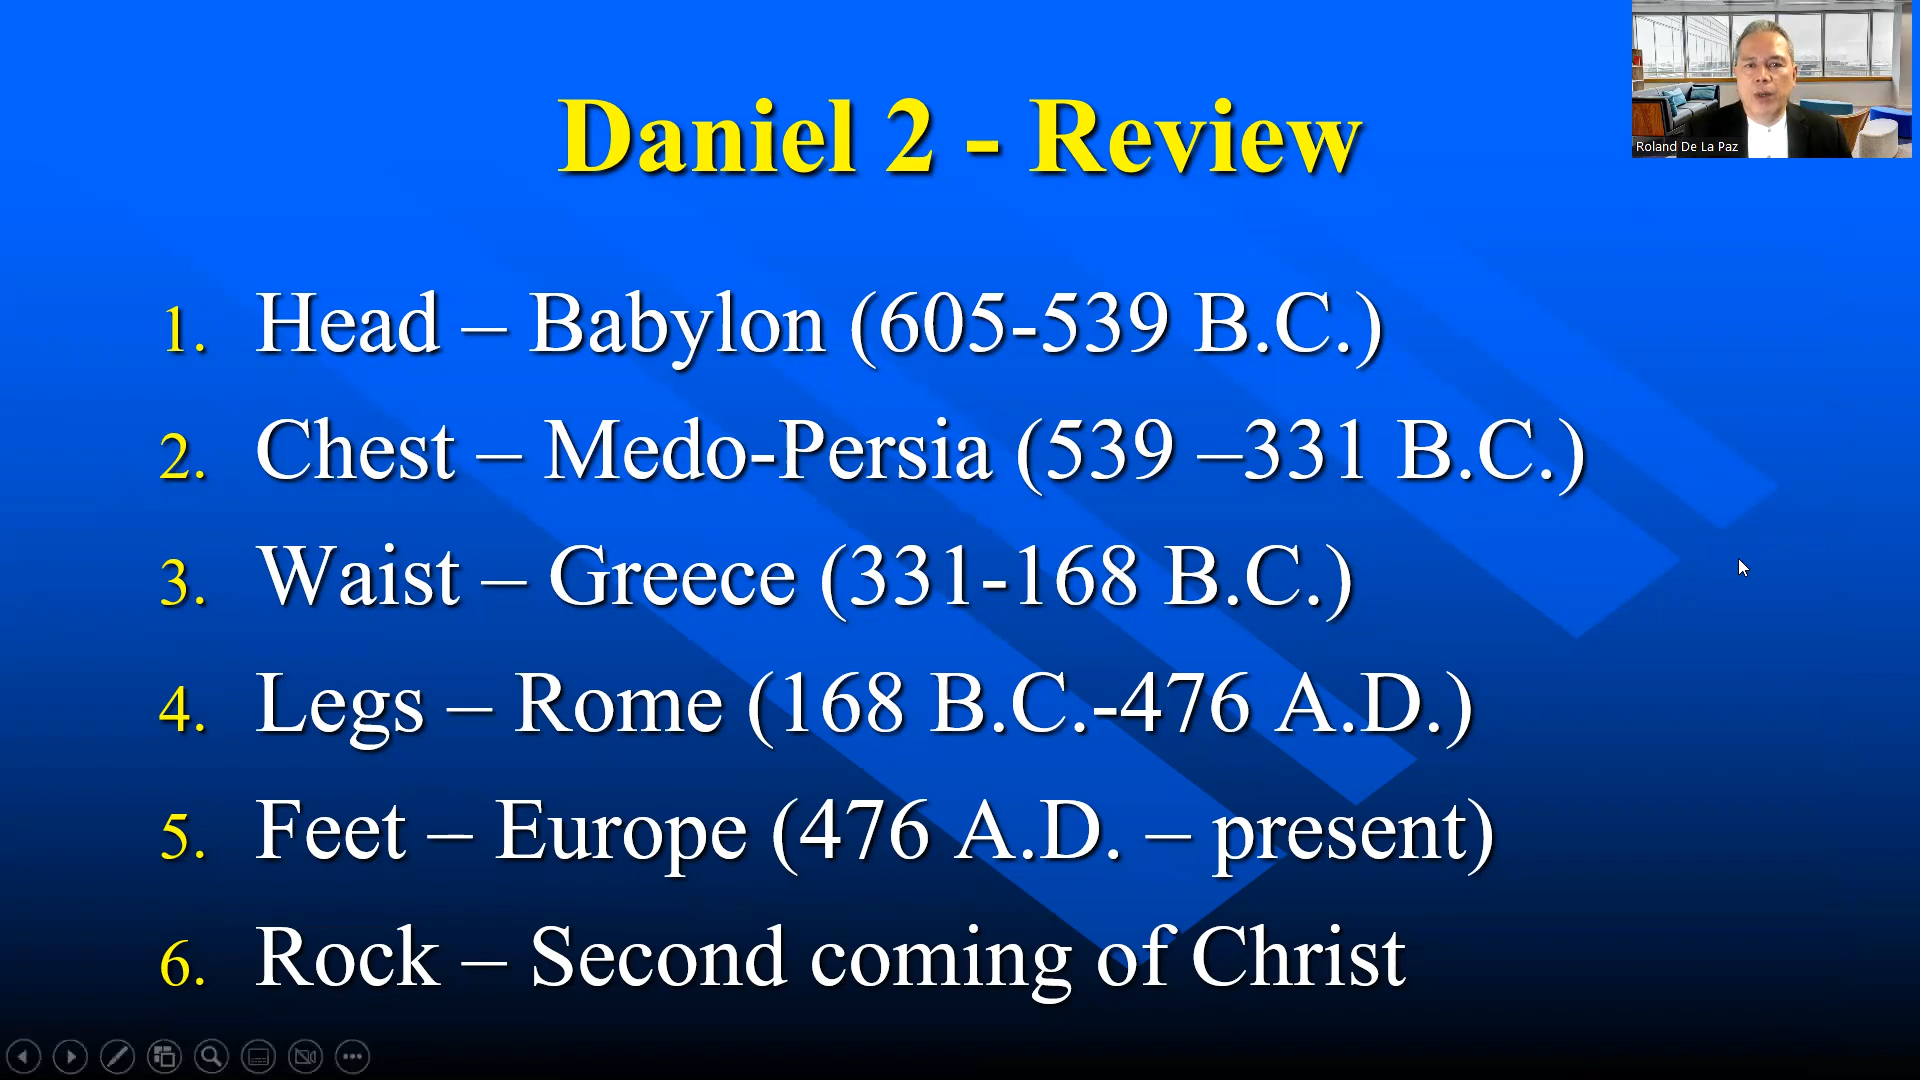 Daniel 2 - Review
Roland De La Paz
1. Head – Babylon (605-539 B.C.)
2. Chest – Medo-Persia (539 –331 B.C.)
3. Waist – Greece (331-168 B.C.)
4. Legs – Rome (168 B.C.-476 A.D.)
5. Feet – Europe (476 A.D. – present)
6. Rock – Second coming of Christ